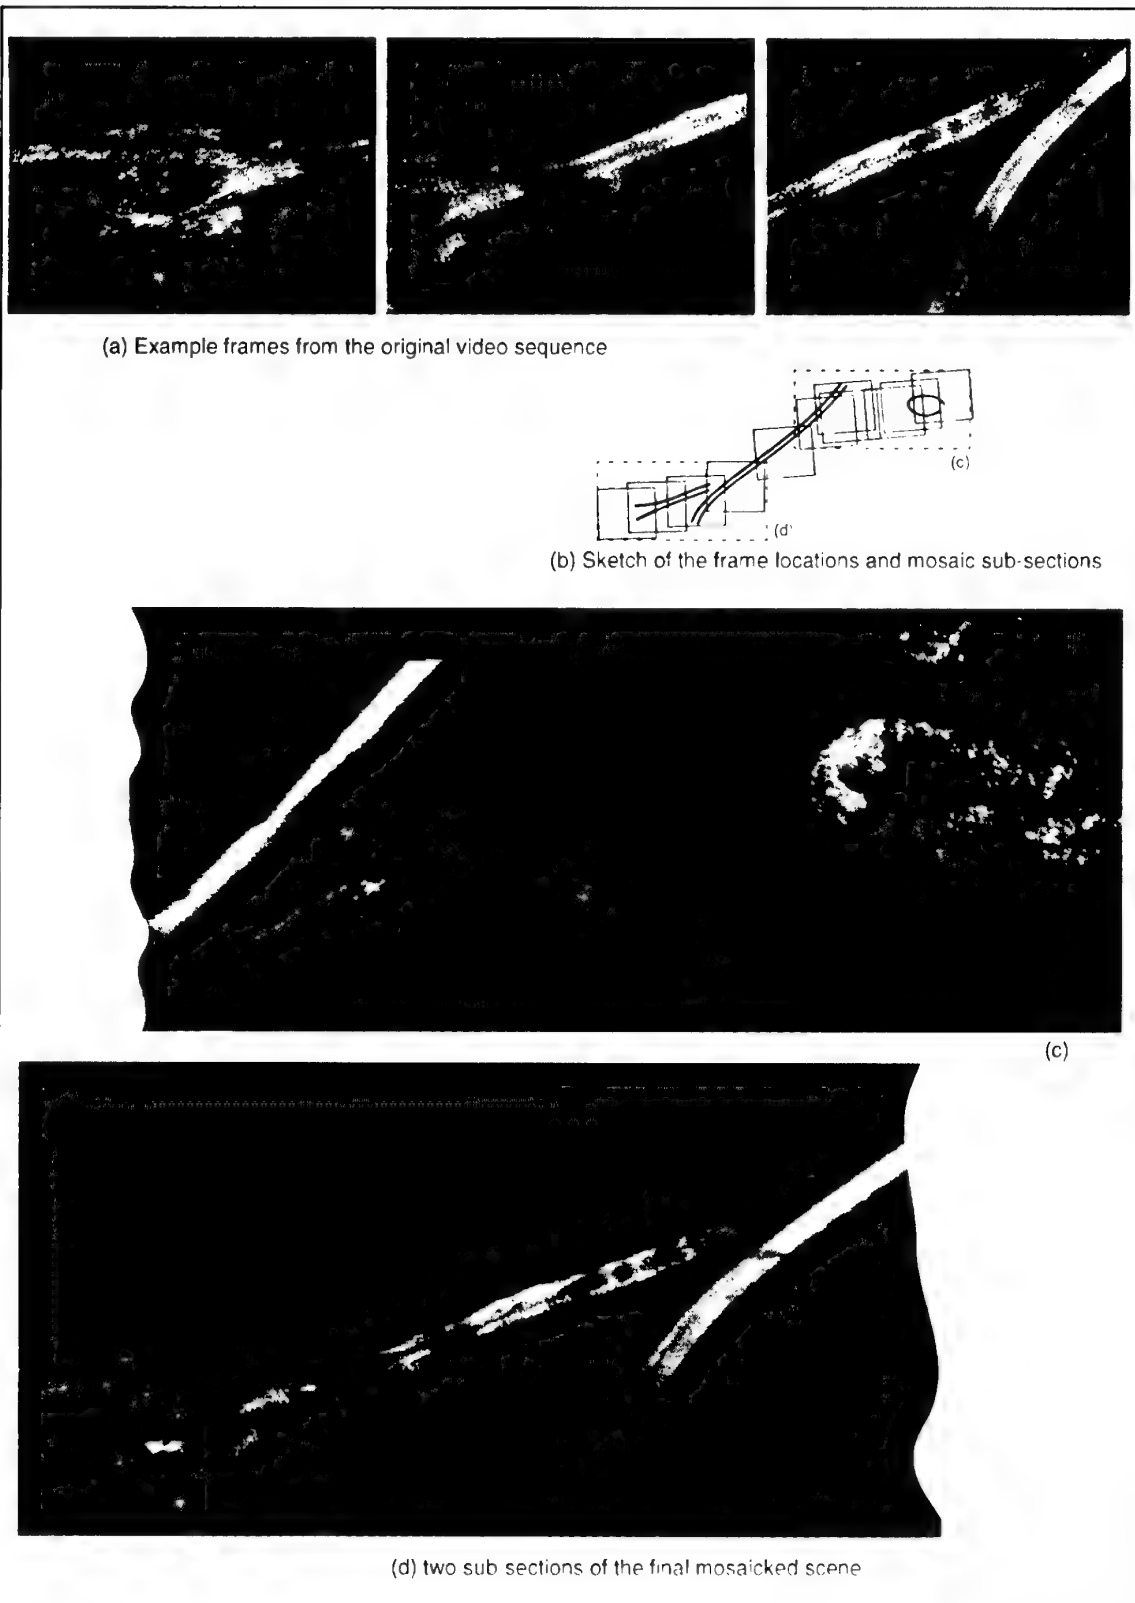 (a) Example frames from the original video sequence
(c)
(d)
(b) Sketch of the frame locations and mosaic sub-sections
(c)
(d) two sub sections of the final mosaicked scene